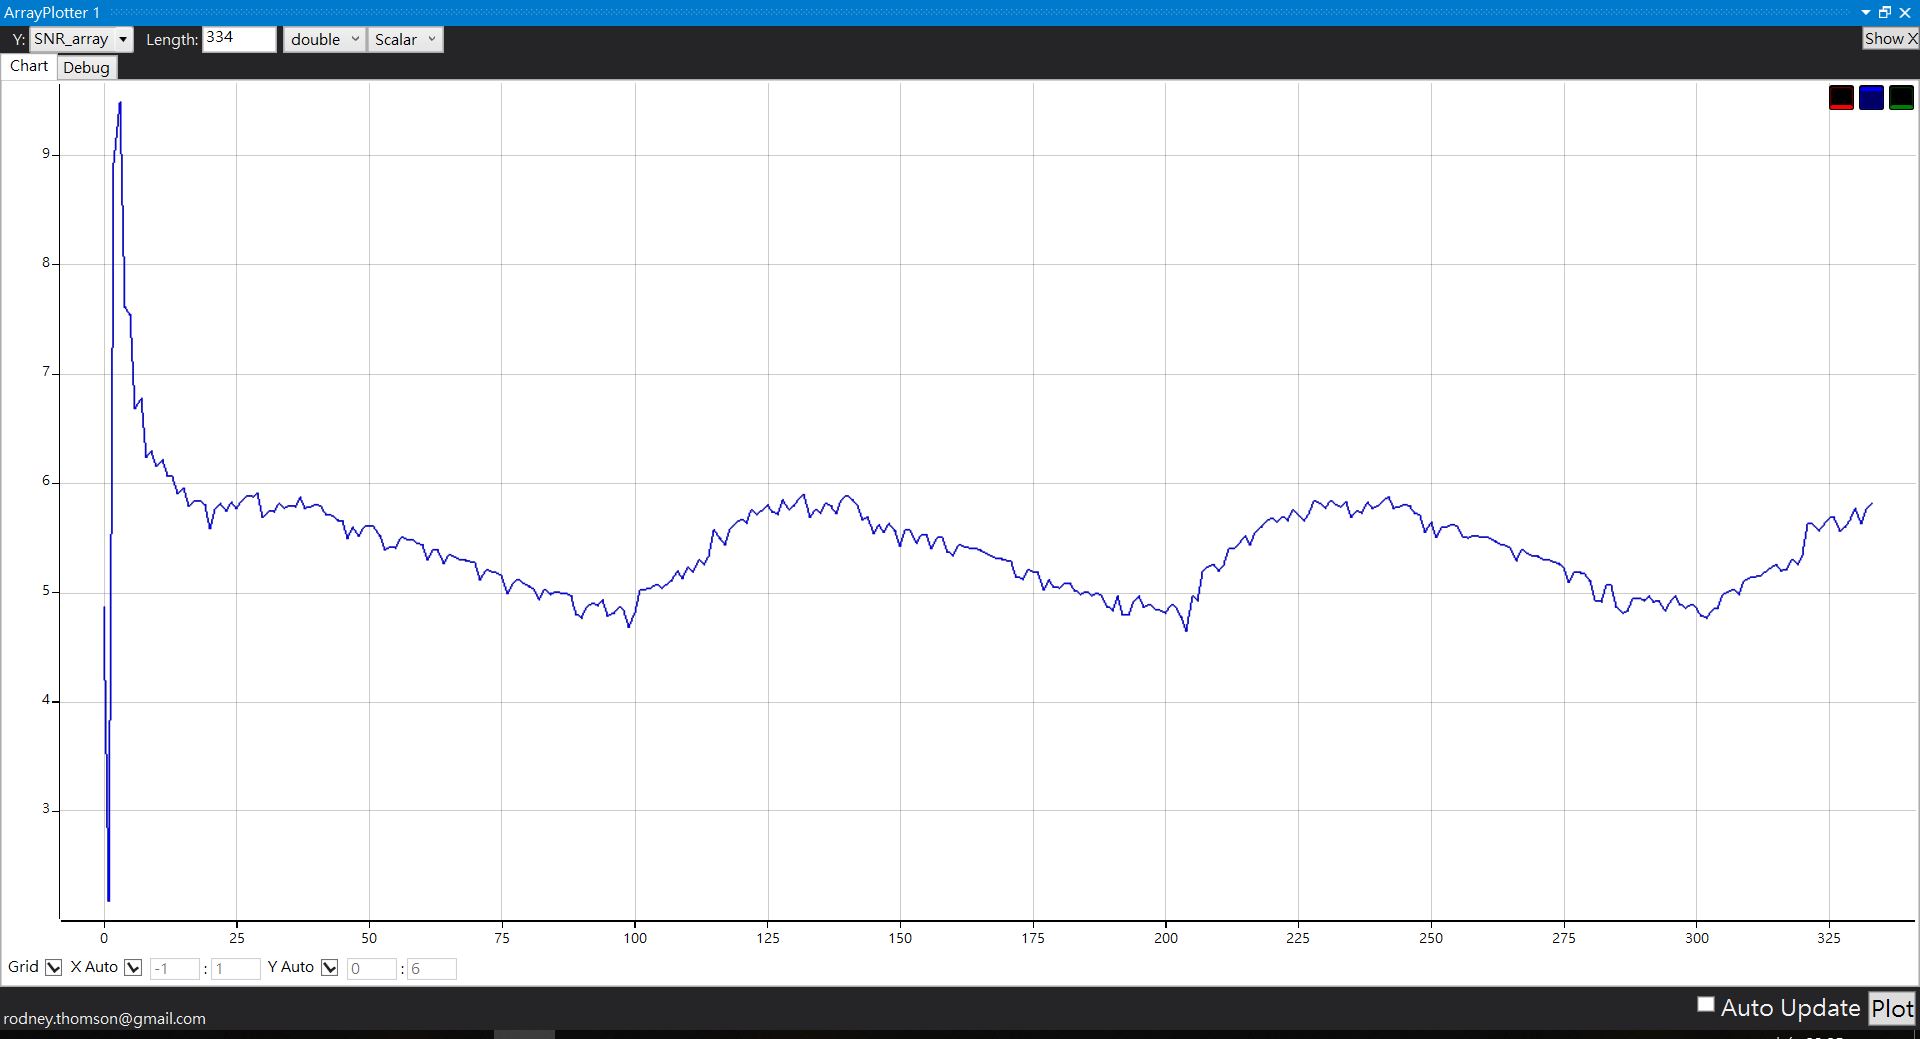 ArrayPlotter 1
Y: SNR_array Length: 334 double Scalar Show X
Chart Debug
9
8
7
6
5
4
3
0 25 50 75 100 125 150 175 200 225 250 275 300 325
Grid X Auto -1 : 1 Y Auto 0 : 6
Auto Update Plot
rodney.thomson@gmail.com